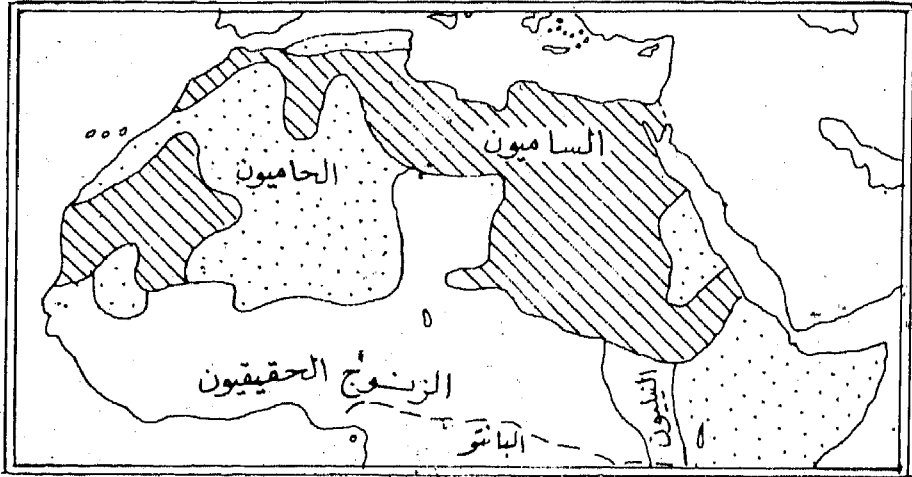 الساميون
الحاميون
الزنوج الحقيقيون
النيليون
البانتو